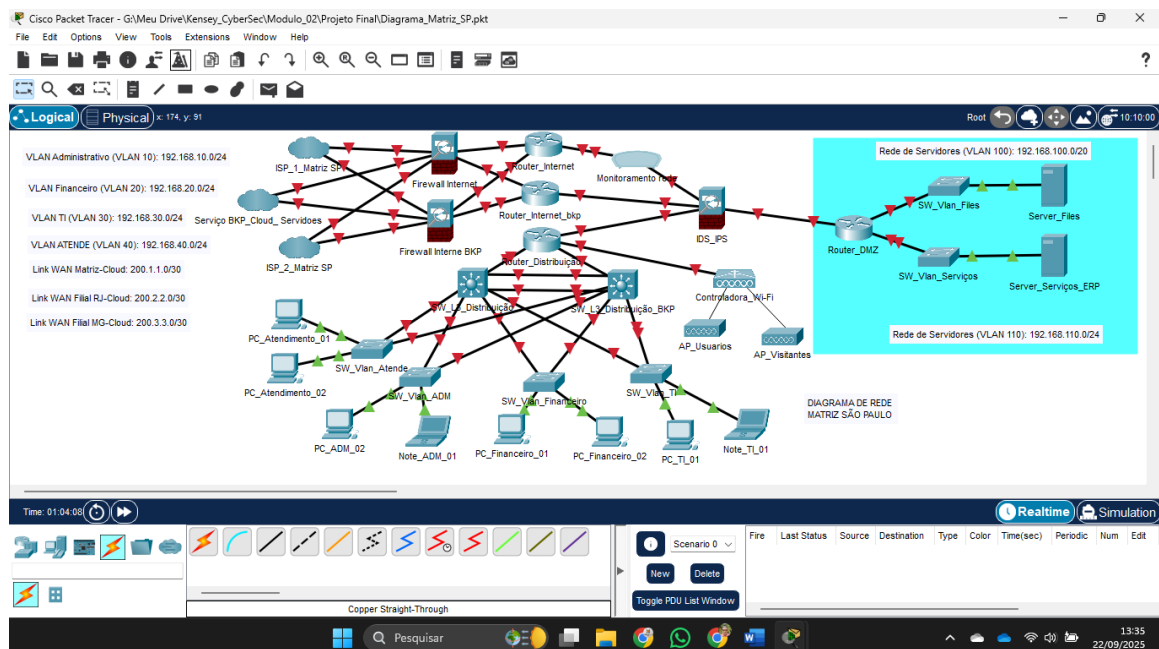 Cisco Packet Tracer - G:\Meu Drive\Kensey_CyberSec\Modulo_02\Projeto Final\Diagrama_Matriz_SP.pkt
File Edit Options View Tools Extensions Window Help
?
Logical Physical x: 174, y: 91 Root 10:10:00
VLAN Administrativo (VLAN 10): 192.168.10.0/24
VLAN Financeiro (VLAN 20): 192.168.20.0/24
VLAN TI (VLAN 30): 192.168.30.0/24
VLAN ATENDE (VLAN 40): 192.168.40.0/24
Link WAN Matriz-Cloud: 200.1.1.0/30
Link WAN Filial RJ-Cloud: 200.2.2.0/30
Link WAN Filial MG-Cloud: 200.3.3.0/30
ISP_1_Matriz SP
Firewall Internet
Router_Internet
Monitoramento rede
Serviço BKP_Cloud_ Servidoes
Router_Internet_bkp
Firewall Interne BKP
ISP_2_Matriz SP
IDS_IPS
Router_Distribuição
SW_L3_Distribuição
SW_L3_Distribuição_BKP
Controladora_Wi-Fi
AP_Usuarios
AP_Visitantes
Rede de Servidores (VLAN 100): 192.168.100.0/20
SW_Vlan_Files
Server_Files
Router_DMZ
SW_Vlan_Serviços
Server_Serviços_ERP
Rede de Servidores (VLAN 110): 192.168.110.0/24
PC_Atendimento_01
SW_Vlan_Atende
PC_Atendimento_02
SW_Vlan_ADM
SW_Vlan_Financeiro
SW_Vlan_TI
DIAGRAMA DE REDE
MATRIZ SÃO PAULO
PC_ADM_02
Note_ADM_01
PC_Financeiro_01
PC_Financeiro_02
PC_TI_01
Note_TI_01
Time: 01:04:08 Realtime Simulation
Scenario 0
New Delete
Toggle PDU List Window
Fire Last Status Source Destination Type Color Time(sec) Periodic Num Edit
Copper Straight-Through
Pesquisar
13:35
22/09/2025